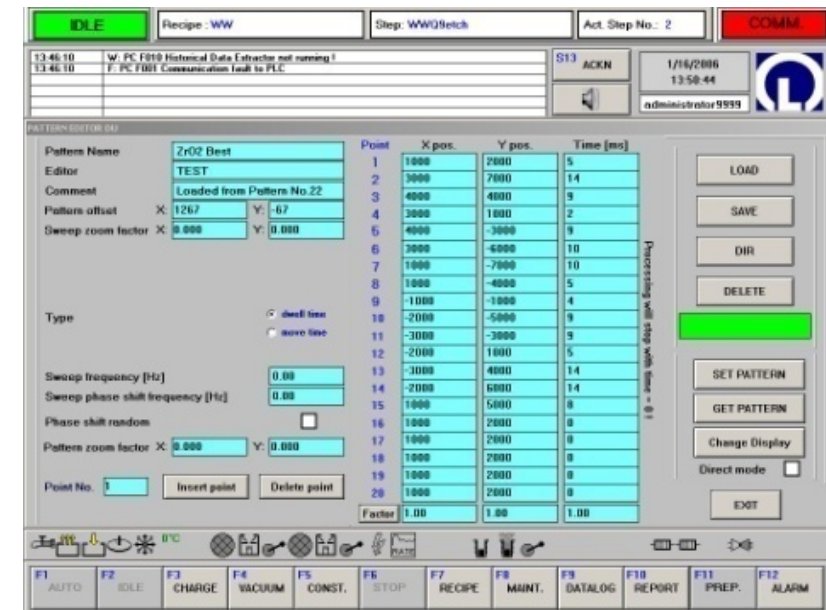 IDLE Recipe : WW Step: WWQ9etch Act. Step No.: 2 COMM.
13:46:10 W: PC F010 Historical Data Extractor not running !
13:46:10 F: PC F001 Communication fault to PLC
S13 ACKN
1/16/2006
13:50:44
administrator9999
PATTERN EDITOR DU
Pattern Name ZrO2 Best
Editor TEST
Comment Loaded from Pattern No.22
Pattern offset X: 1267 Y: -67
Sweep zoom factor X: 0.000 Y: 0.000
Type dwell time
move time
Sweep frequency [Hz] 0.00
Sweep phase shift frequency [Hz] 0.00
Phase shift random
Pattern zoom factor X: 0.000 Y: 0.000
Point No. 1 Insert point Delete point
Point X pos. Y pos. Time [ms]
1 1000 2000 5
2 3000 7000 14
3 4000 4000 9
4 3000 1000 2
5 4000 -3000 9
6 3000 -6000 10
7 1000 -7000 10
8 1000 -4000 5
9 -1000 -1000 4
10 -2000 -5000 9
11 -3000 -3000 9
12 -2000 1000 5
13 -3000 4000 14
14 -2000 6000 14
15 1000 5000 8
16 1000 2000 0
17 1000 2000 0
18 1000 2000 0
19 1000 2000 0
20 1000 2000 0
Factor 1.00 1.00 1.00
Processing will stop with time = 0 !
LOAD
SAVE
DIR
DELETE
SET PATTERN
GET PATTERN
Change Display
Direct mode
EXIT
0°C RATE
F1 AUTO F2 IDLE F3 CHARGE F4 VACUUM F5 CONST. F6 STOP F7 RECIPE F8 MAINT. F9 DATALOG F10 REPORT F11 PREP. F12 ALARM